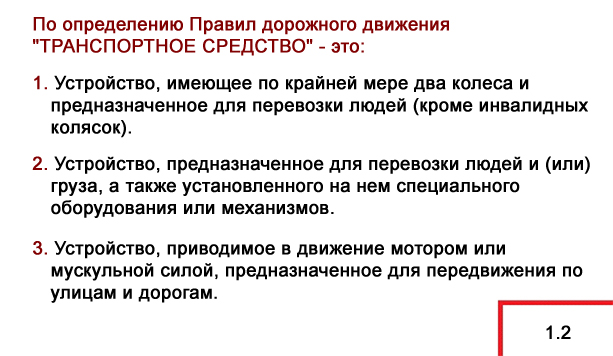 По определению Правил дорожного движения
"ТРАНСПОРТНОЕ СРЕДСТВО" - это:
1. Устройство, имеющее по крайней мере два колеса и
предназначенное для перевозки людей (кроме инвалидных
колясок).
2. Устройство, предназначенное для перевозки людей и (или)
груза, а также установленного на нем специального
оборудования или механизмов.
3. Устройство, приводимое в движение мотором или
мускульной силой, предназначенное для передвижения по
улицам и дорогам.
1.2